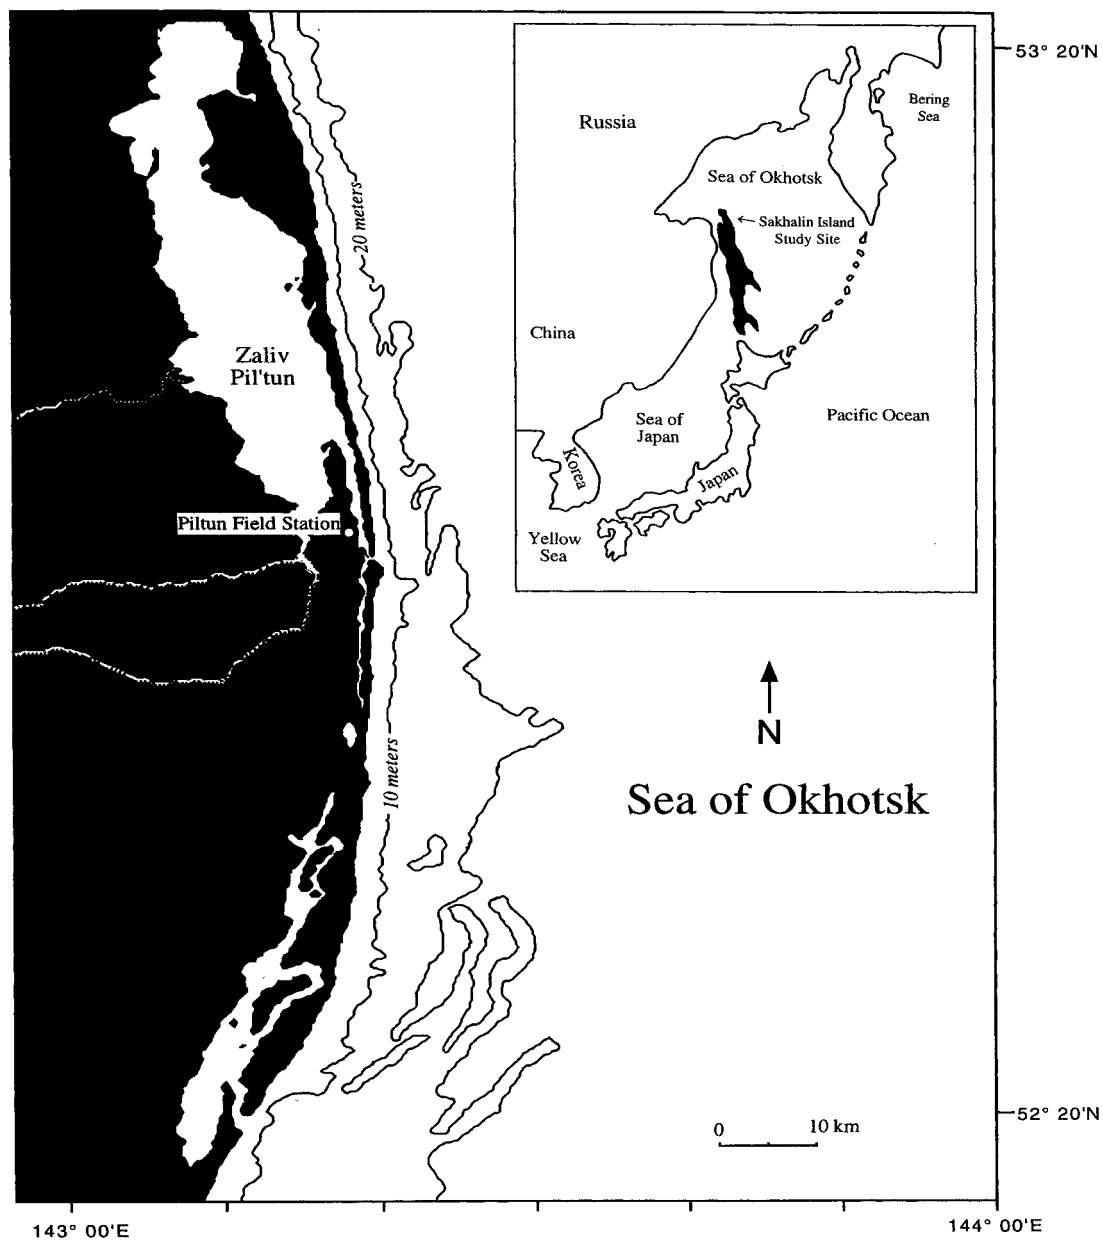 53° 20'N
Russia
Bering
Sea
Sea of Okhotsk
Sakhalin Island
Study Site
20 meters
China
Zaliv
Pil'tun
Pacific Ocean
Sea of
Japan
Korea
Japan
Piltun Field Station
Yellow
Sea
N
10 meters
Sea of Okhotsk
52° 20'N
0
10 km
143° 00'E
144° 00'E